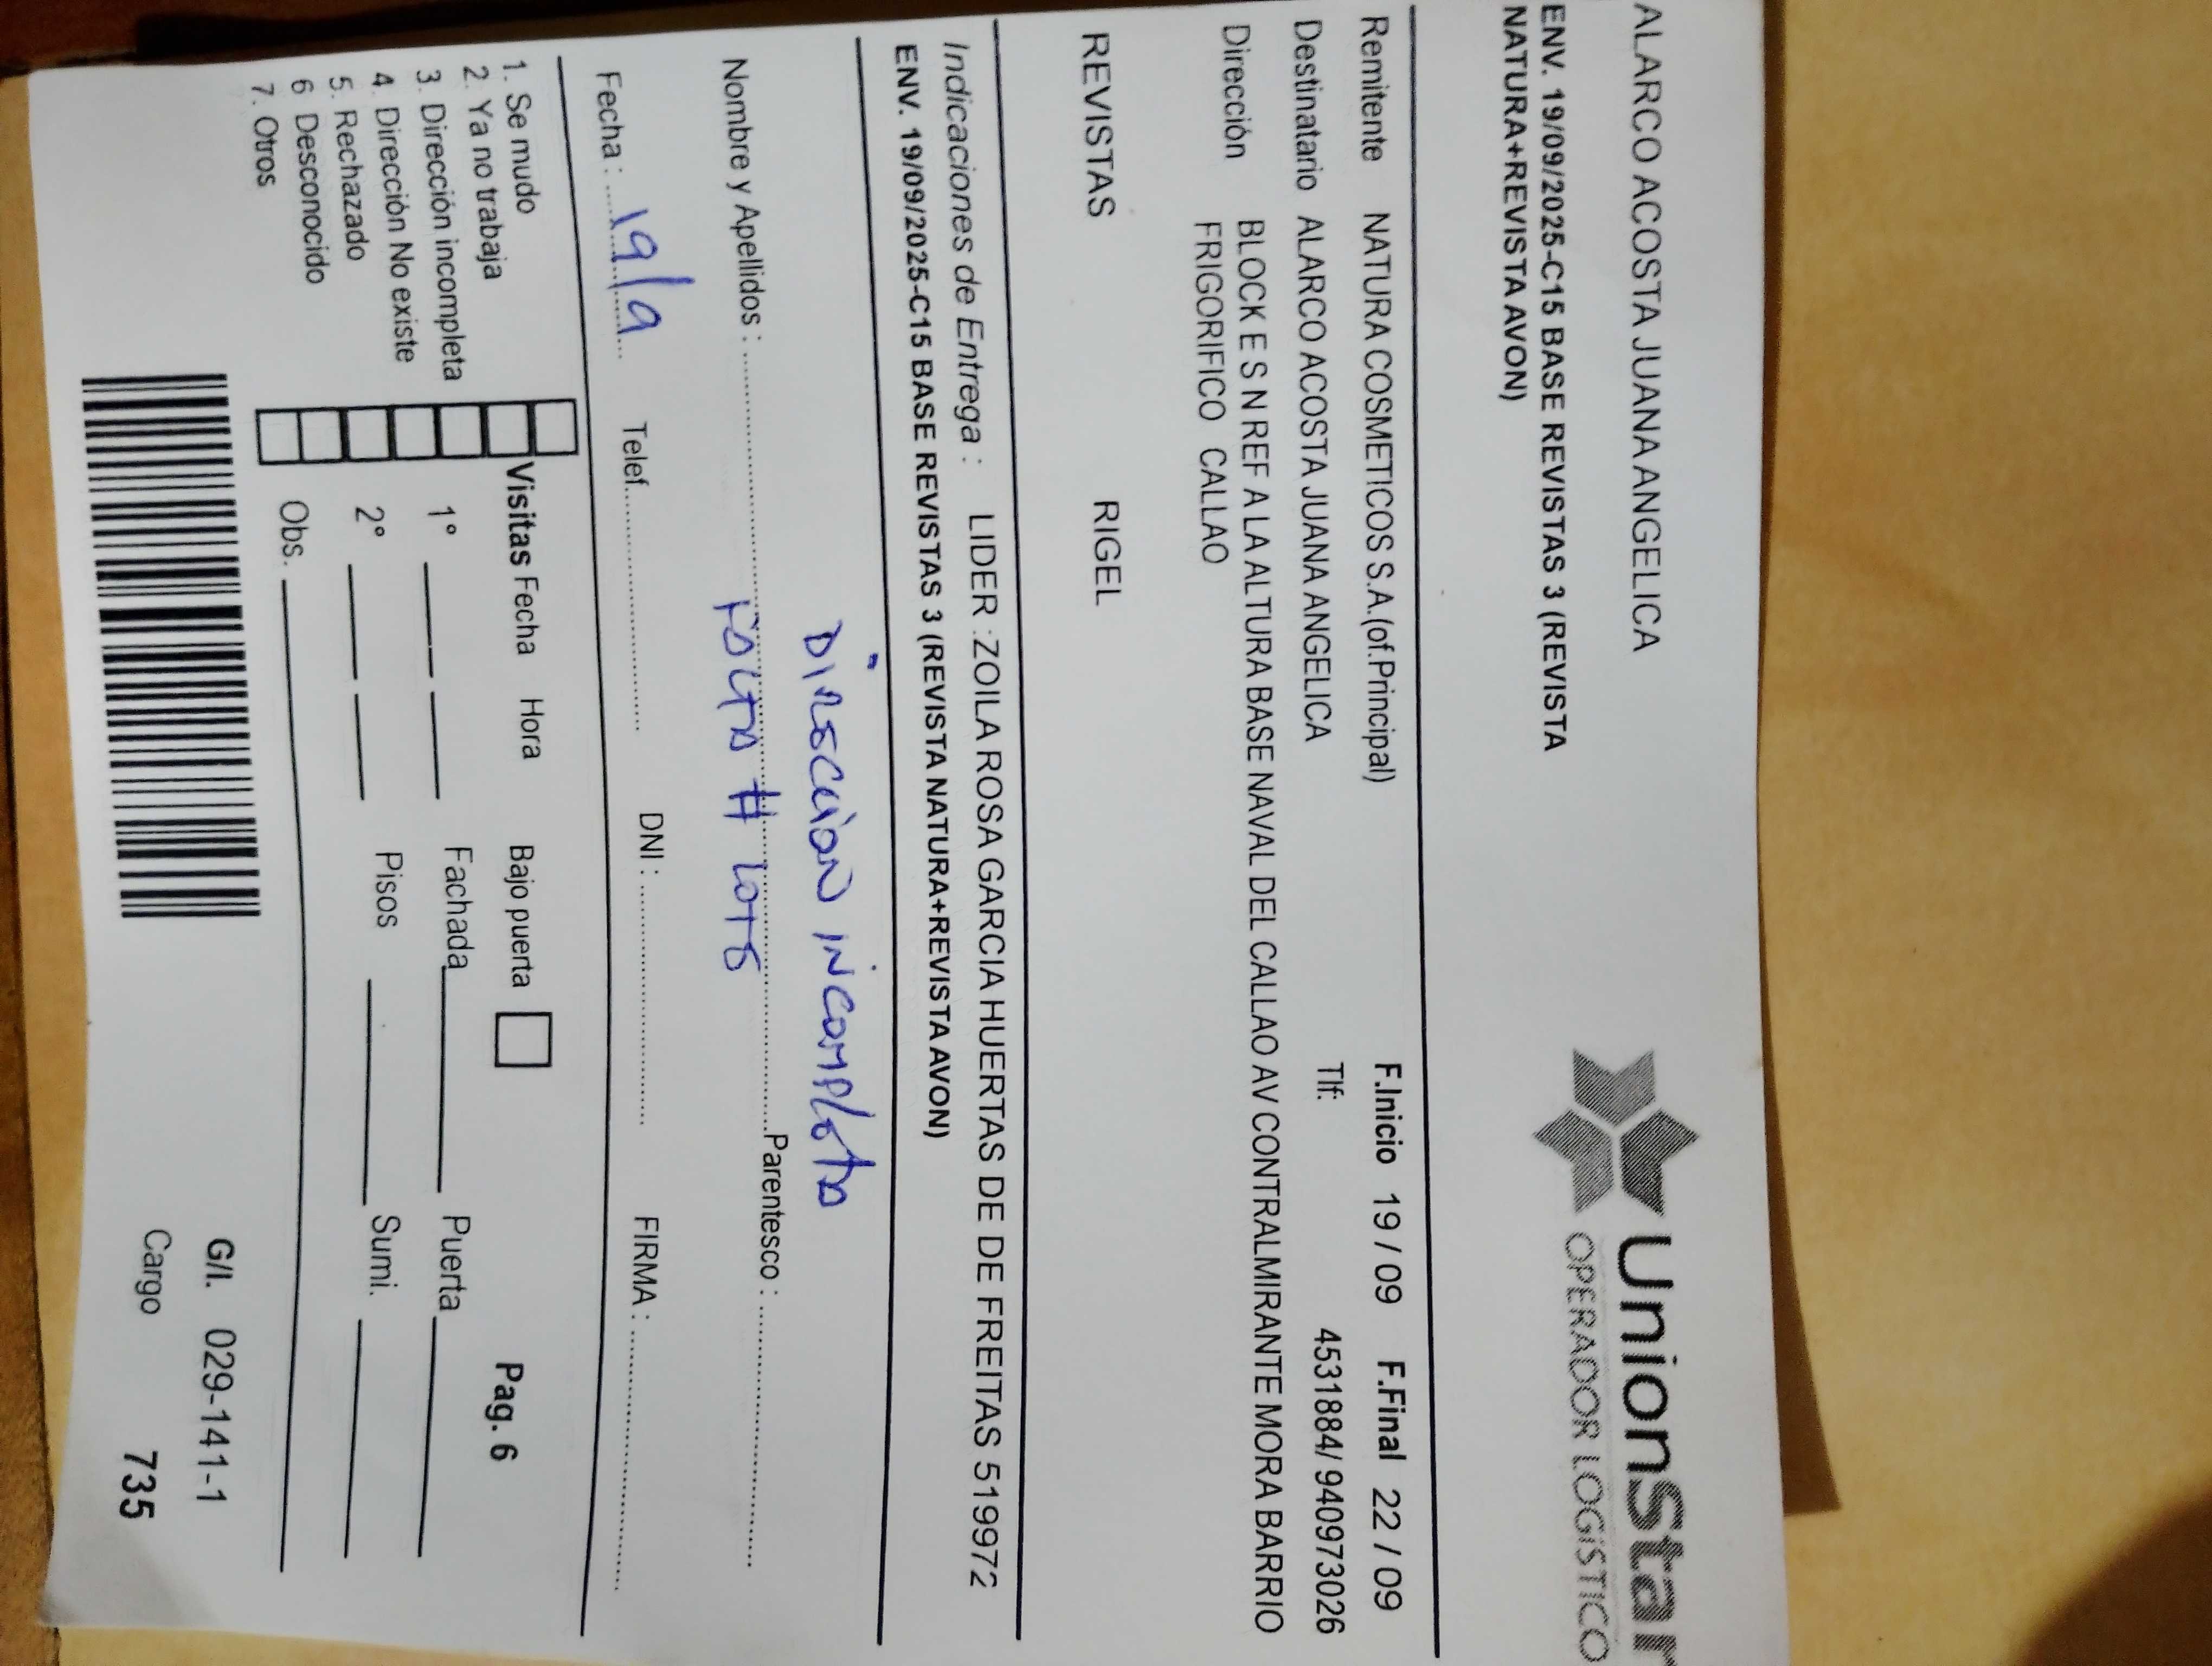 ALARCO ACOSTA JUANA ANGELICA
UnionStar
OPERADOR LOGISTICO
ENV. 19/09/2025-C15 BASE REVISTAS 3 (REVISTA
NATURA+REVISTA AVON)
Remitente NATURA COSMETICOS S.A.(of.Principal) F.Inicio 19 / 09 F.Final 22 / 09
Destinatario ALARCO ACOSTA JUANA ANGELICA Tlf: 4531884/ 940973026
Dirección BLOCK E S N REF A LA ALTURA BASE NAVAL DEL CALLAO AV CONTRALMIRANTE MORA BARRIO
FRIGORIFICO CALLAO
REVISTAS RIGEL
Indicaciones de Entrega : LIDER :ZOILA ROSA GARCIA HUERTAS DE DE FREITAS 519972
ENV. 19/09/2025-C15 BASE REVISTAS 3 (REVISTA NATURA+REVISTA AVON)
Dirección incompleta
Falta # Lote
Nombre y Apellidos : Parentesco :
Fecha : 19/9 Telef. DNI : FIRMA :
1. Se mudo
2. Ya no trabaja
3. Dirección incompleta
4. Dirección No existe
5. Rechazado
6 Desconocido
7. Otros
Visitas Fecha Hora Bajo puerta Pag. 6
1° Fachada Puerta
2° Pisos Sumi.
Obs.
G/I. 029-141-1
Cargo 735